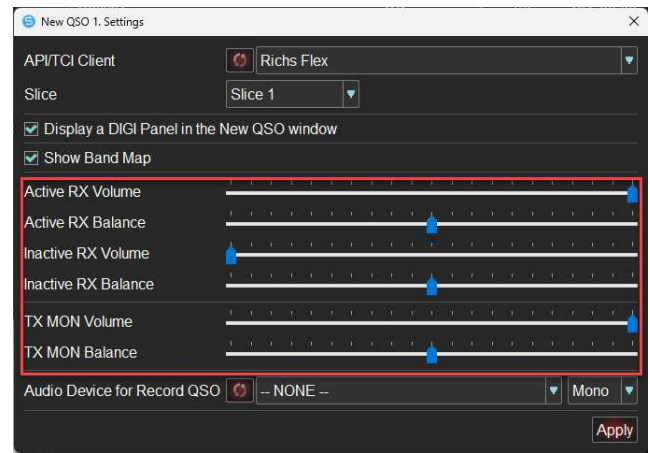 New QSO 1. Settings
API/TCI Client Richs Flex
Slice Slice 1
Display a DIGI Panel in the New QSO window
Show Band Map
Active RX Volume
Active RX Balance
Inactive RX Volume
Inactive RX Balance
TX MON Volume
TX MON Balance
Audio Device for Record QSO -- NONE -- Mono
Apply